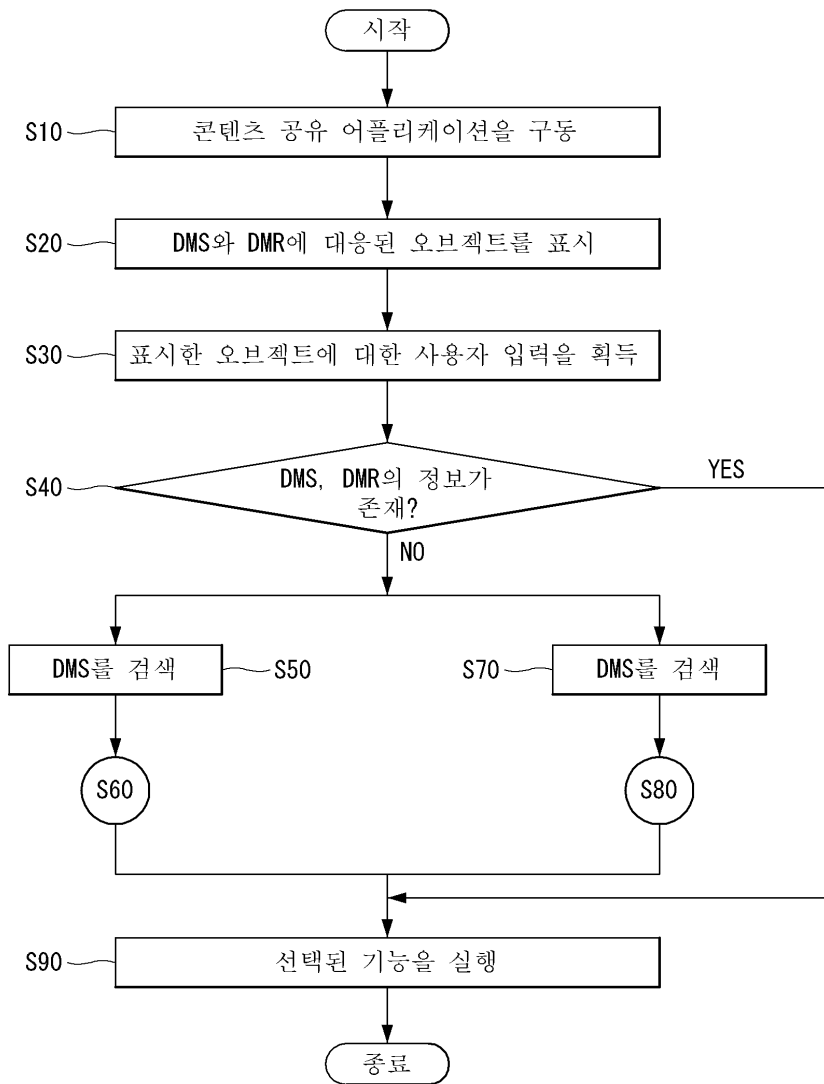 시작
S10
콘텐츠 공유 어플리케이션을 구동
S20
DMS와 DMR에 대응된 오브젝트를 표시
S30
표시한 오브젝트에 대한 사용자 입력을 획득
S40
DMS, DMR의 정보가
존재?
YES
NO
DMS를 검색
S50
S70
DMS를 검색
S60
S80
S90
선택된 기능을 실행
종료